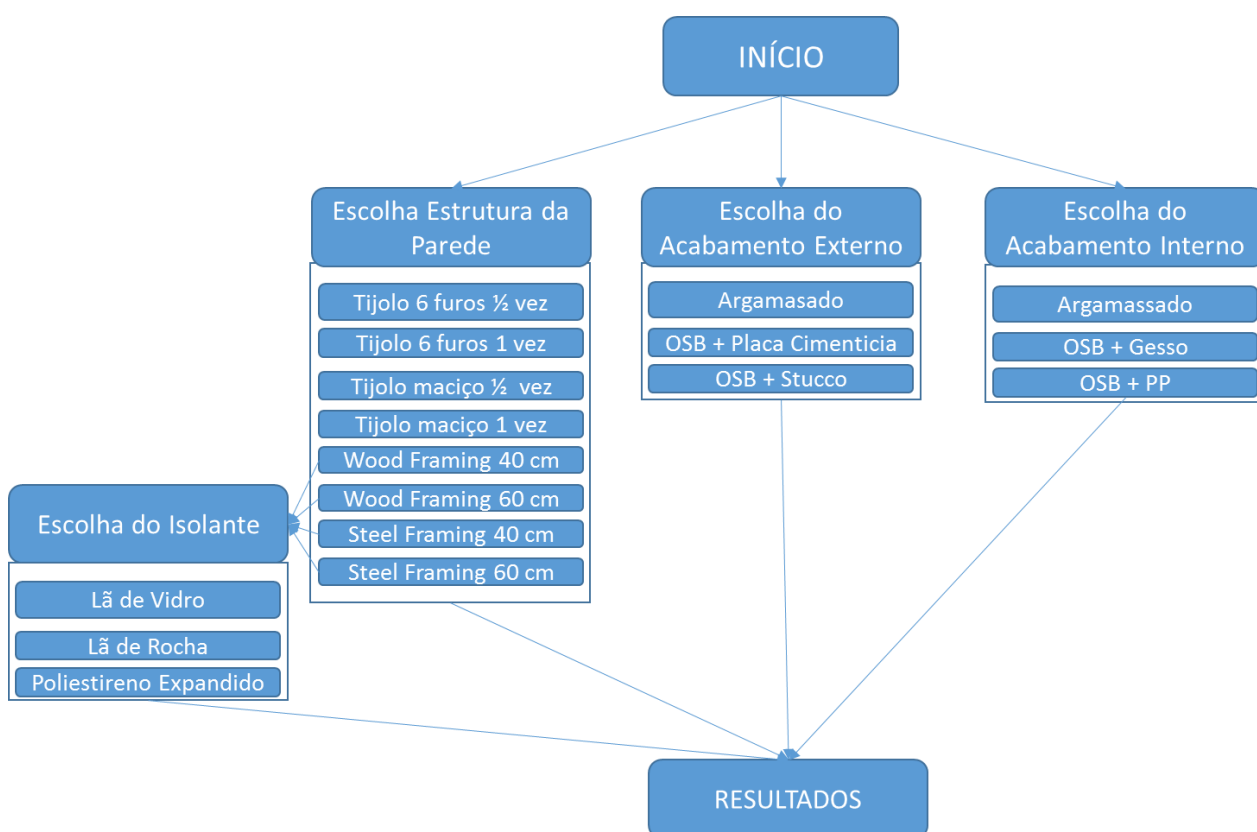 INÍCIO
Escolha Estrutura da
Parede
Tijolo 6 furos ½ vez
Tijolo 6 furos 1 vez
Tijolo maciço ½  vez
Tijolo maciço 1 vez
Wood Framing 40 cm
Wood Framing 60 cm
Steel Framing 40 cm
Steel Framing 60 cm
Escolha do
Acabamento Externo
Argamasado
OSB + Placa Cimenticia
OSB + Stucco
Escolha do
Acabamento Interno
Argamassado
OSB + Gesso
OSB + PP
Escolha do Isolante
Lã de Vidro
Lã de Rocha
Poliestireno Expandido
RESULTADOS